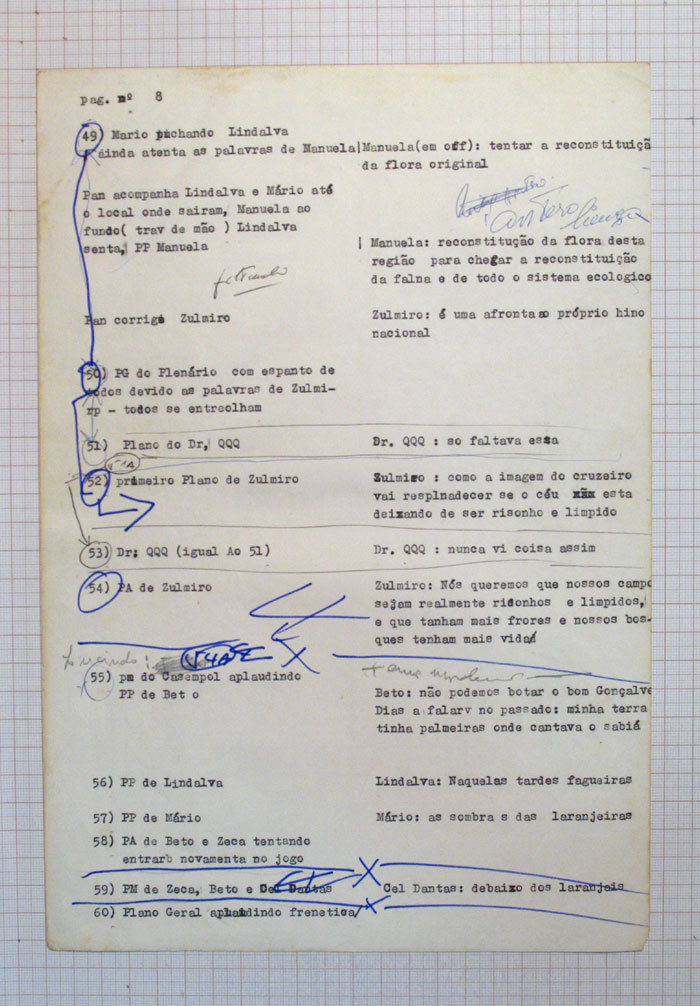 pag. nº 8
49) Mario pichando Lindalva
ainda atenta as palavras de Manuela
Manuela(em off): tentar a reconstituiçã
da flora original
Pan acompanha Lindalva e Mário até
o local onde sairam, Manuela ao
fundo( trav de mão ) Lindalva
senta, PP Manuela
Manuela: reconstitução da flora desta
região para chegar a reconstituição
da falna e de todo o sistema ecologico
Pan corrige Zulmiro
Zulmiro: é uma afronta ao próprio hino
nacional
50) PG do Plenário com espanto de
todos devido as palavras de Zulmi-
rp - todos se entreolham
51) Plano do Dr, QQQ
Dr. QQQ : so faltava essa
52) primeiro Plano de Zulmiro
Zulmiro : como a imagem do cruzeiro
vai resplnadecer se o céu xãx esta
deixando de ser risonho e limpido
53) Dr; QQQ (igual Ao 51)
Dr. QQQ : nunca vi coisa assim
54) PA de Zulmiro
Zulmiro: Nós queremos que nossos campo
sejam realmente ridonhos e limpidos,
e que tanham mais frores e nossos bos-
ques tenham mais vida
55) pm do Casempol aplaudindo
PP de Bet o
Beto: não podemos botar o bom Gonçalve
Dias a falarv no passado: minha terra
tinha palmeiras onde cantava o sabiá
56) PP de Lindalva
Lindalva: Naquelas tardes fagueiras
57) PP de Mário
Mário: as sombra s das laranjeiras
58) PA de Beto e Zeca tentando
entrarb novamenta no jogo
59) PM de Zeca, Beto e Cel Dantas
Cel Dantas: debaixo dos laranjais
60) Plano Geral aplaudindo frenetica/